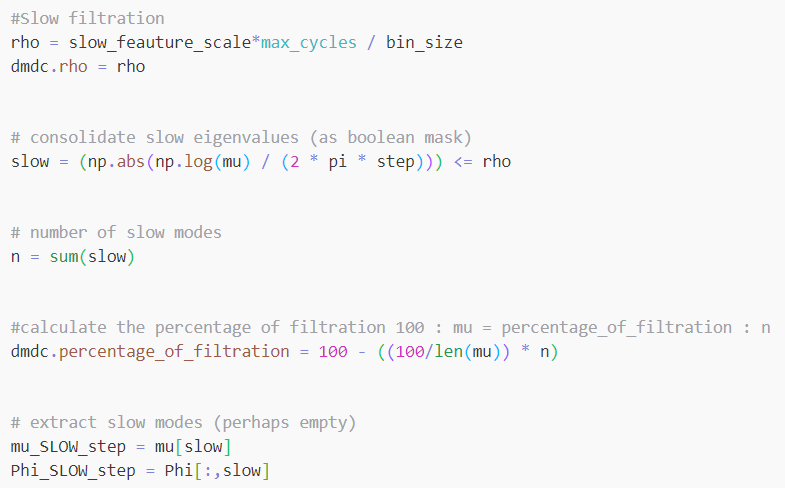 #Slow filtration
rho = slow_feauture_scale*max_cycles / bin_size
dmdc.rho = rho
# consolidate slow eigenvalues (as boolean mask)
slow = (np.abs(np.log(mu) / (2 * pi * step))) <= rho
# number of slow modes
n = sum(slow)
#calculate the percentage of filtration 100 : mu = percentage_of_filtration : n
dmdc.percentage_of_filtration = 100 - ((100/len(mu)) * n)
# extract slow modes (perhaps empty)
mu_SLOW_step = mu[slow]
Phi_SLOW_step = Phi[:,slow]